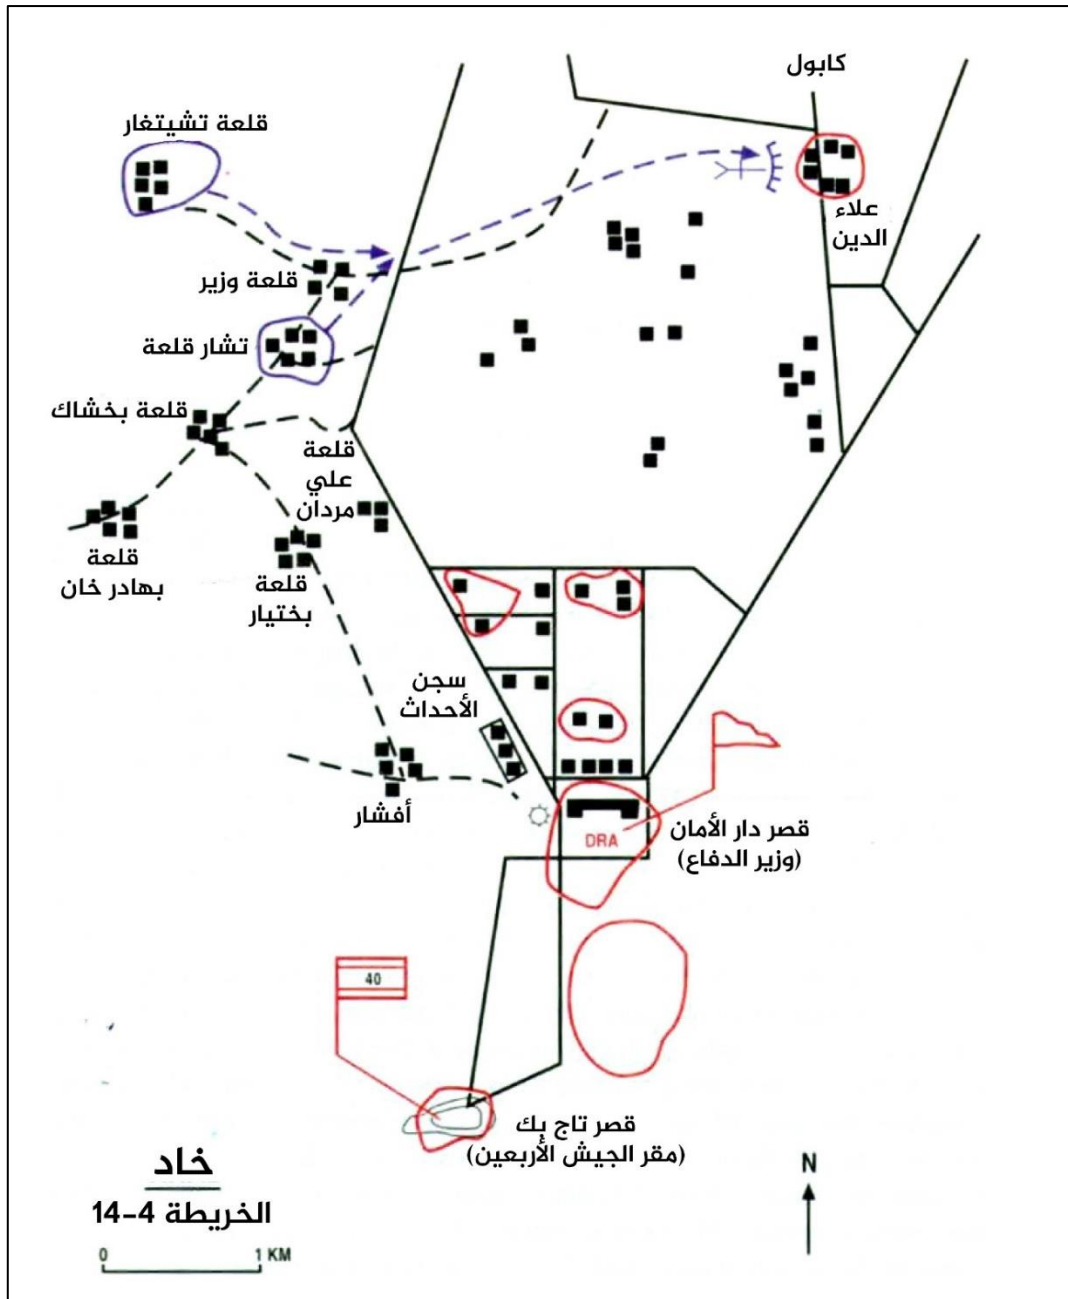 كابول
قلعة تشيتغار
علاء
الدين
قلعة وزير
تشار قلعة
قلعة بخشاك
قلعة
علي
مردان
قلعة
بهادر خان
قلعة
بختيار
سجن
الأحداث
أفشار
قصر دار الأمان
(وزير الدفاع)
DRA
40
قصر تاج بك
(مقر الجيش الأربعين)
خاد
الخريطة 4-14
0 1 KM
N